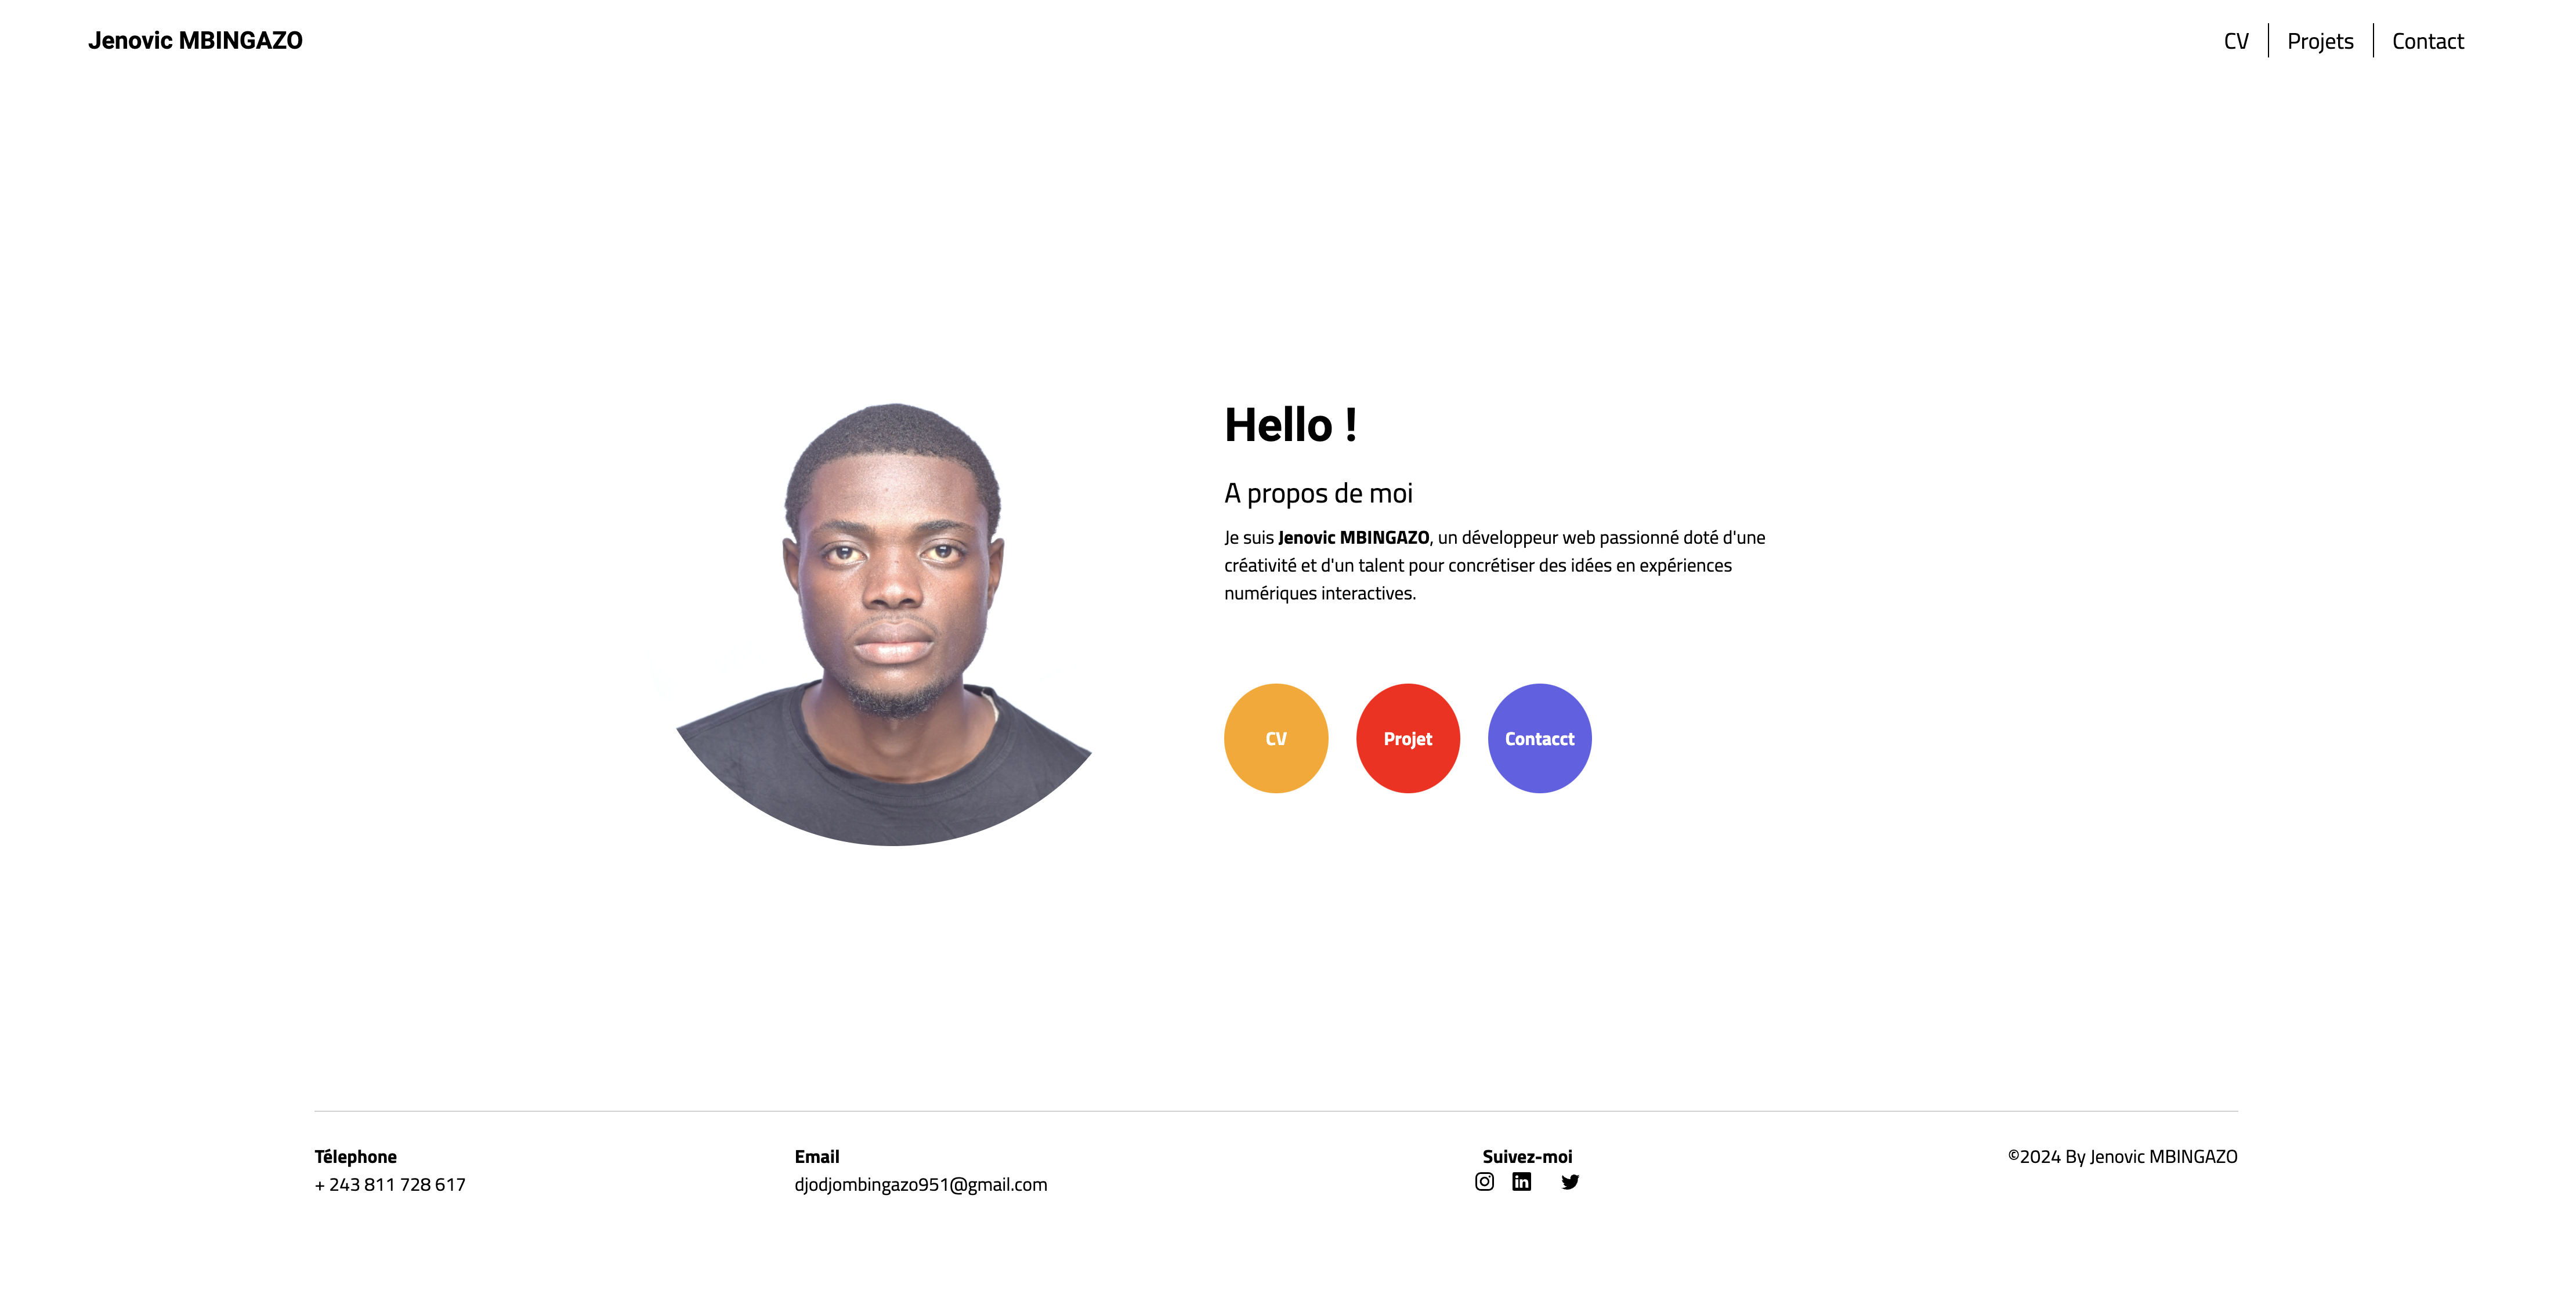 Jenovic MBINGAZO
CV
Projets
Contact
Hello !
A propos de moi
Je suis Jenovic MBINGAZO, un développeur web passionné doté d'une
créativité et d'un talent pour concrétiser des idées en expériences
numériques interactives.
CV
Projet
Contacct
Télephone
+ 243 811 728 617
Email
djodjombingazo951@gmail.com
Suivez-moi
©2024 By Jenovic MBINGAZO